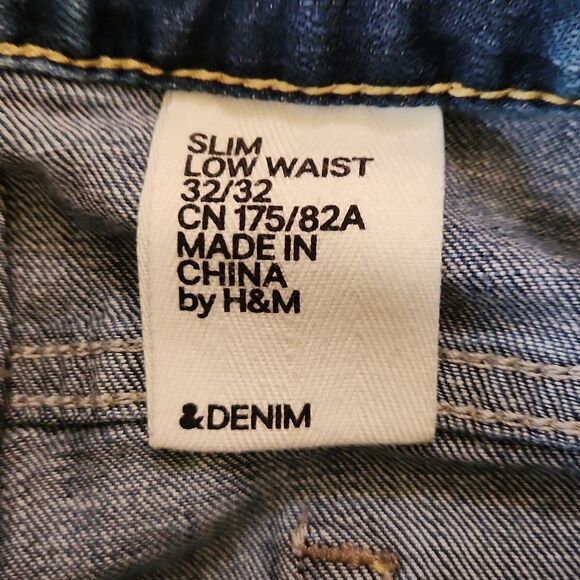 SLIM
LOW WAIST
32/32
CN 175/82A
MADE IN
CHINA
by H&M
&DENIM